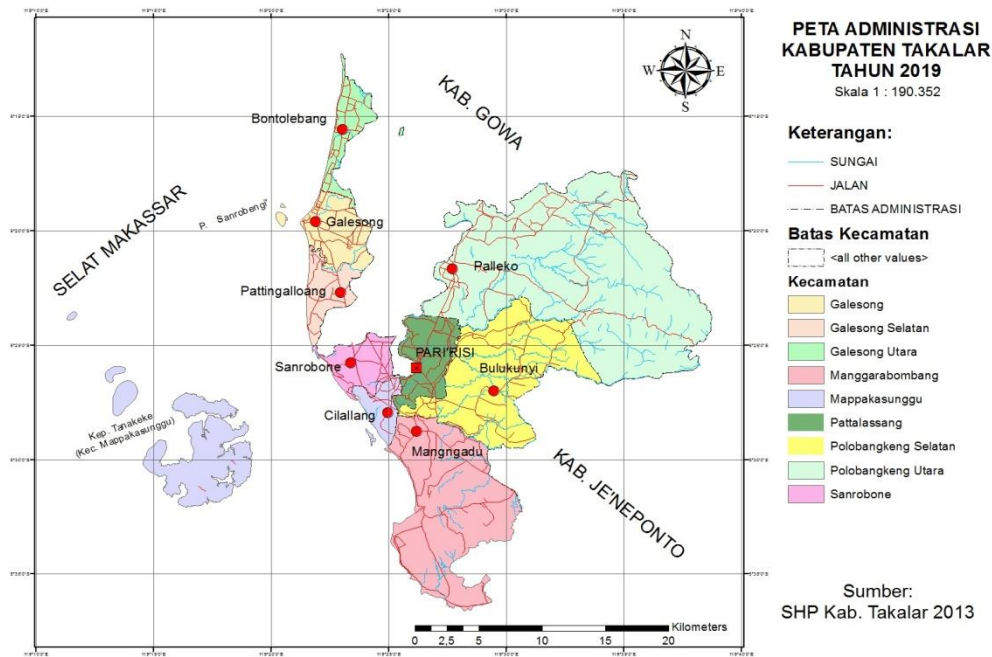 PETA ADMINISTRASI
KABUPATEN TAKALAR
TAHUN 2019
Skala 1 : 190.352
Keterangan:
SUNGAI
JALAN
BATAS ADMINISTRASI
Batas Kecamatan
<all other values>
Kecamatan
Galesong
Galesong Selatan
Galesong Utara
Manggarabombang
Mappakasunggu
Pattalassang
Polobangkeng Selatan
Polobangkeng Utara
Sanrobone
Sumber:
SHP Kab. Takalar 2013
N
W
E
S
KAB. GOWA
Bontolebang
SELAT MAKASSAR
P. Sanrobengi
Galesong
Palleko
Pattingalloang
PARI'RISI
Sanrobone
Bulukunyi
Cilallang
Kep. Tanakeke
(Kec. Mappakasunggu)
Mangngadu
KAB. JE'NEPONTO
Kilometers
0 2,5 5 10 15 20